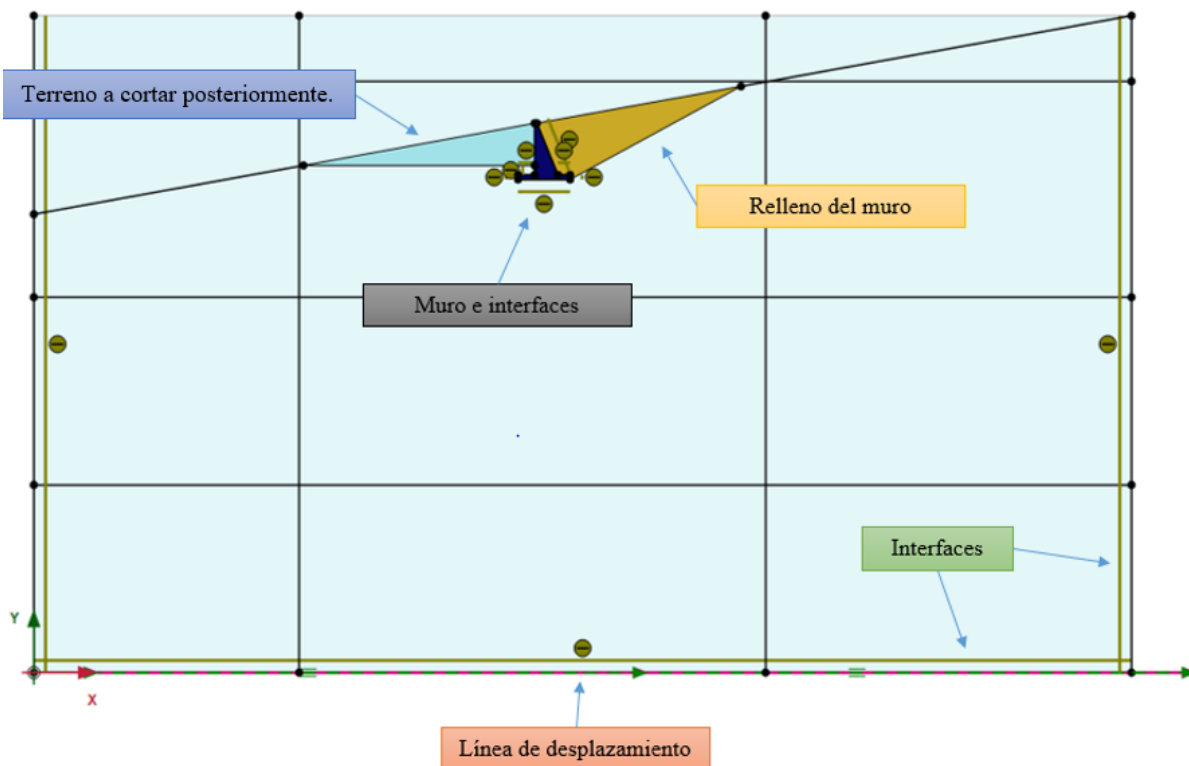 Terreno a cortar posteriormente.
Relleno del muro
Muro e interfaces
Interfaces
Y
X
Línea de desplazamiento